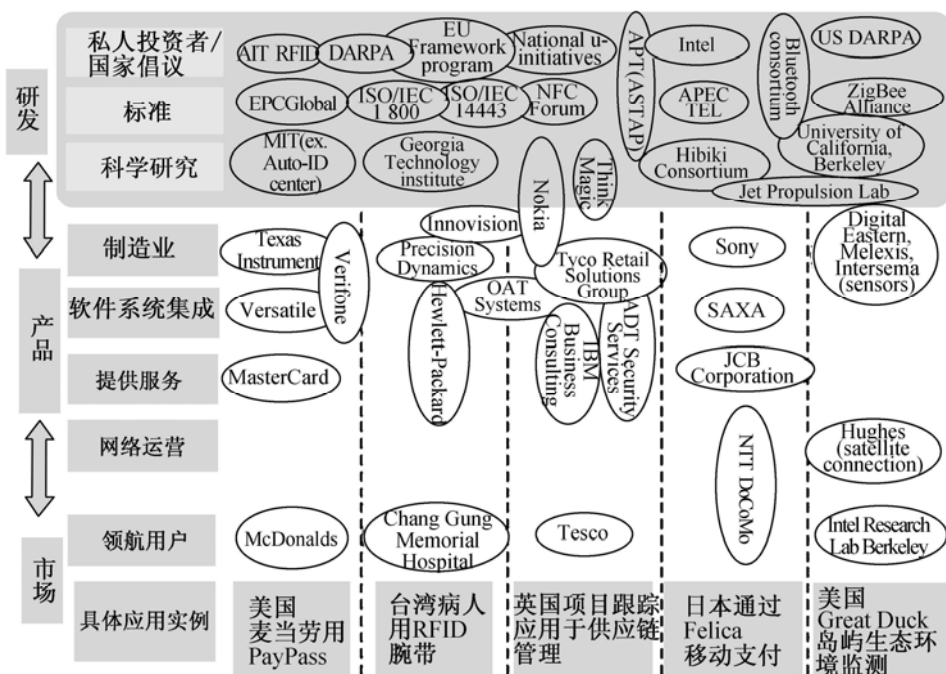 私人投资者/
国家倡议
AIT RFID
DARPA
EU
Framework
program
National u-
initiatives
APT(ASTAP)
Intel
Bluetooth
consortium
US DARPA
研发
标准
EPCGlobal
ISO/IEC
1 800
ISO/IEC
14443
NFC
Forum
APEC
TEL
ZigBee
Alliance
科学研究
MIT(ex.
Auto-ID
center)
Georgia
Technology
institute
Nokia
Think
Magic
Hibiki
Consortium
University of
California,
Berkeley
Jet Propulsion Lab
制造业
Texas
Instrument
Verifone
Innovision
Precision
Dynamics
Tyco Retail
Solutions
Group
Sony
Digital
Eastern,
Melexis,
Intersema
(sensors)
产品
软件系统集成
Versatile
Hewlett-Packard
OAT
Systems
IBM
Business
Consulting
ADT Security
Services
SAXA
提供服务
MasterCard
JCB
Corporation
网络运营
NTT DoCoMo
Hughes
(satellite
connection)
市场
领航用户
McDonalds
Chang Gung
Memorial
Hospital
Tesco
Intel Research
Lab Berkeley
具体应用实例
美国
麦当劳用
PayPass
台湾病人
用RFID
腕带
英国项目跟踪
应用于供应链
管理
日本通过
Felica
移动支付
美国
Great Duck
岛屿生态环
境监测